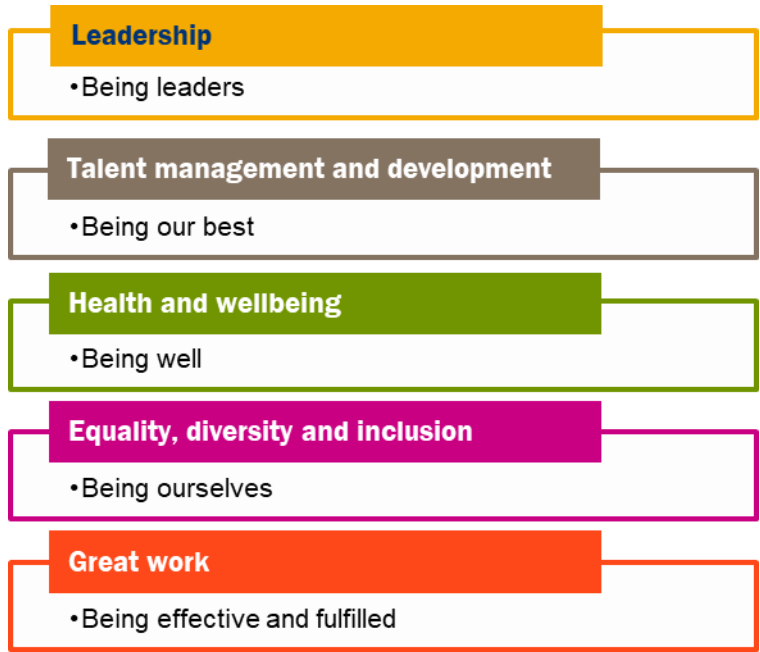 Leadership
•Being leaders
Talent management and development
•Being our best
Health and wellbeing
•Being well
Equality, diversity and inclusion
•Being ourselves
Great work
•Being effective and fulfilled